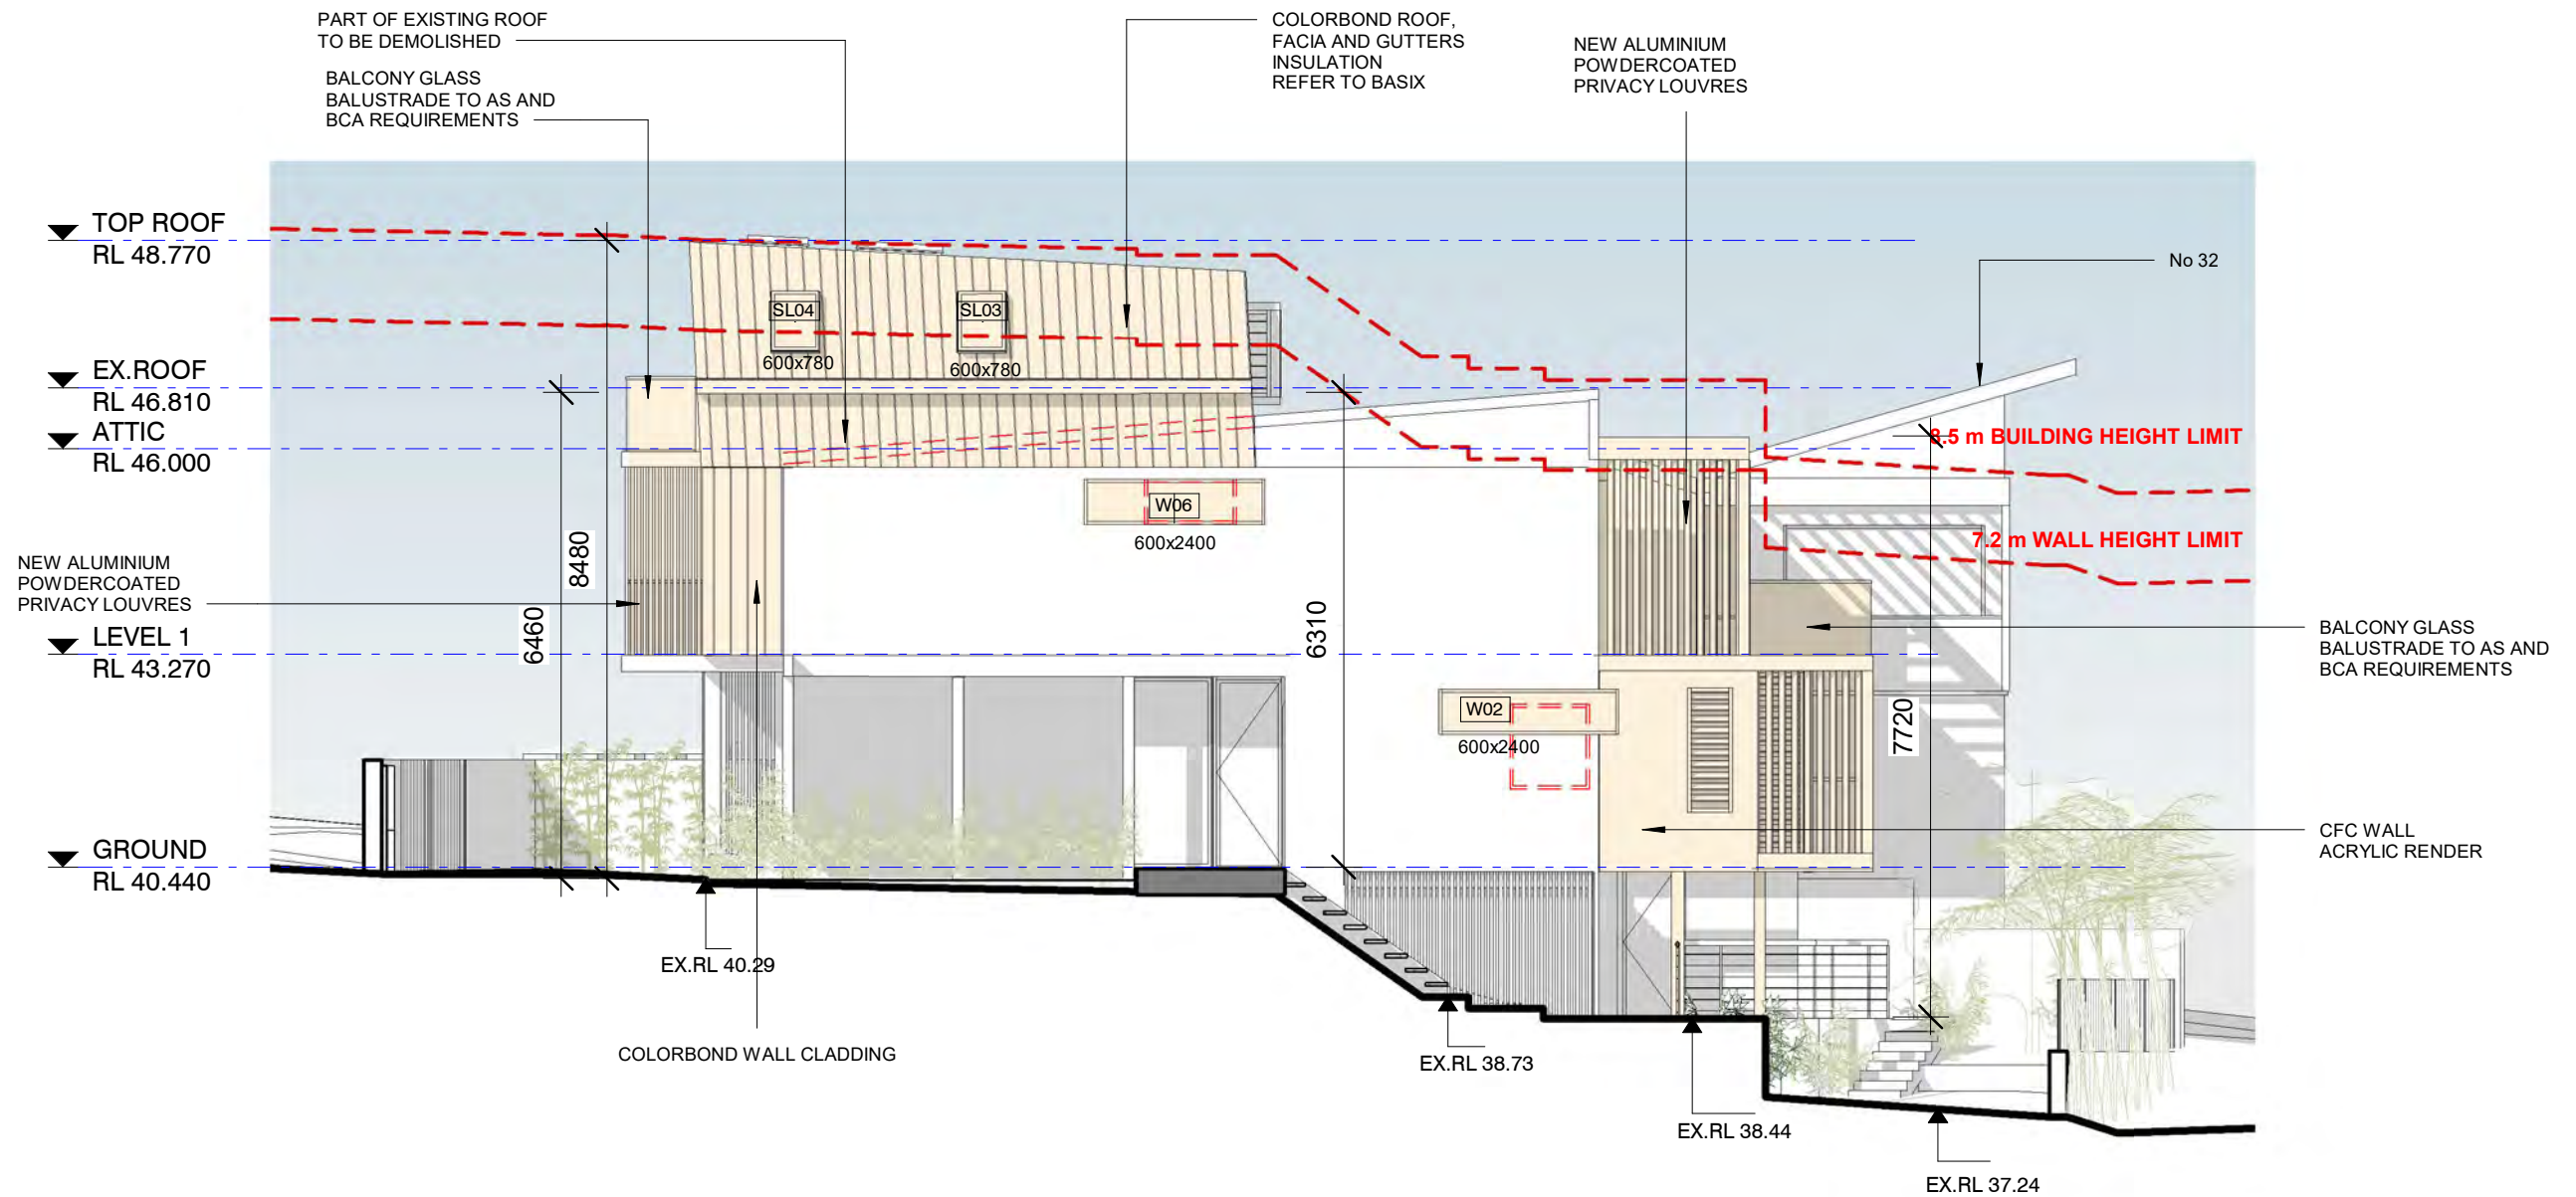 PART OF EXISTING ROOF
TO BE DEMOLISHED
BALCONY GLASS
BALUSTRADE TO AS AND
BCA REQUIREMENTS
COLORBOND ROOF,
FACIA AND GUTTERS
INSULATION
REFER TO BASIX
NEW ALUMINIUM
POWDERCOATED
PRIVACY LOUVRES
TOP ROOF
RL 48.770
No 32
SL04
600x780
SL03
600x780
EX.ROOF
RL 46.810
ATTIC
RL 46.000
8.5 m BUILDING HEIGHT LIMIT
W06
600x2400
7.2 m WALL HEIGHT LIMIT
8480
6460
6310
7720
NEW ALUMINIUM
POWDERCOATED
PRIVACY LOUVRES
LEVEL 1
RL 43.270
BALCONY GLASS
BALUSTRADE TO AS AND
BCA REQUIREMENTS
W02
600x2400
CFC WALL
ACRYLIC RENDER
GROUND
RL 40.440
EX.RL 40.29
COLORBOND WALL CLADDING
EX.RL 38.73
EX.RL 38.44
EX.RL 37.24